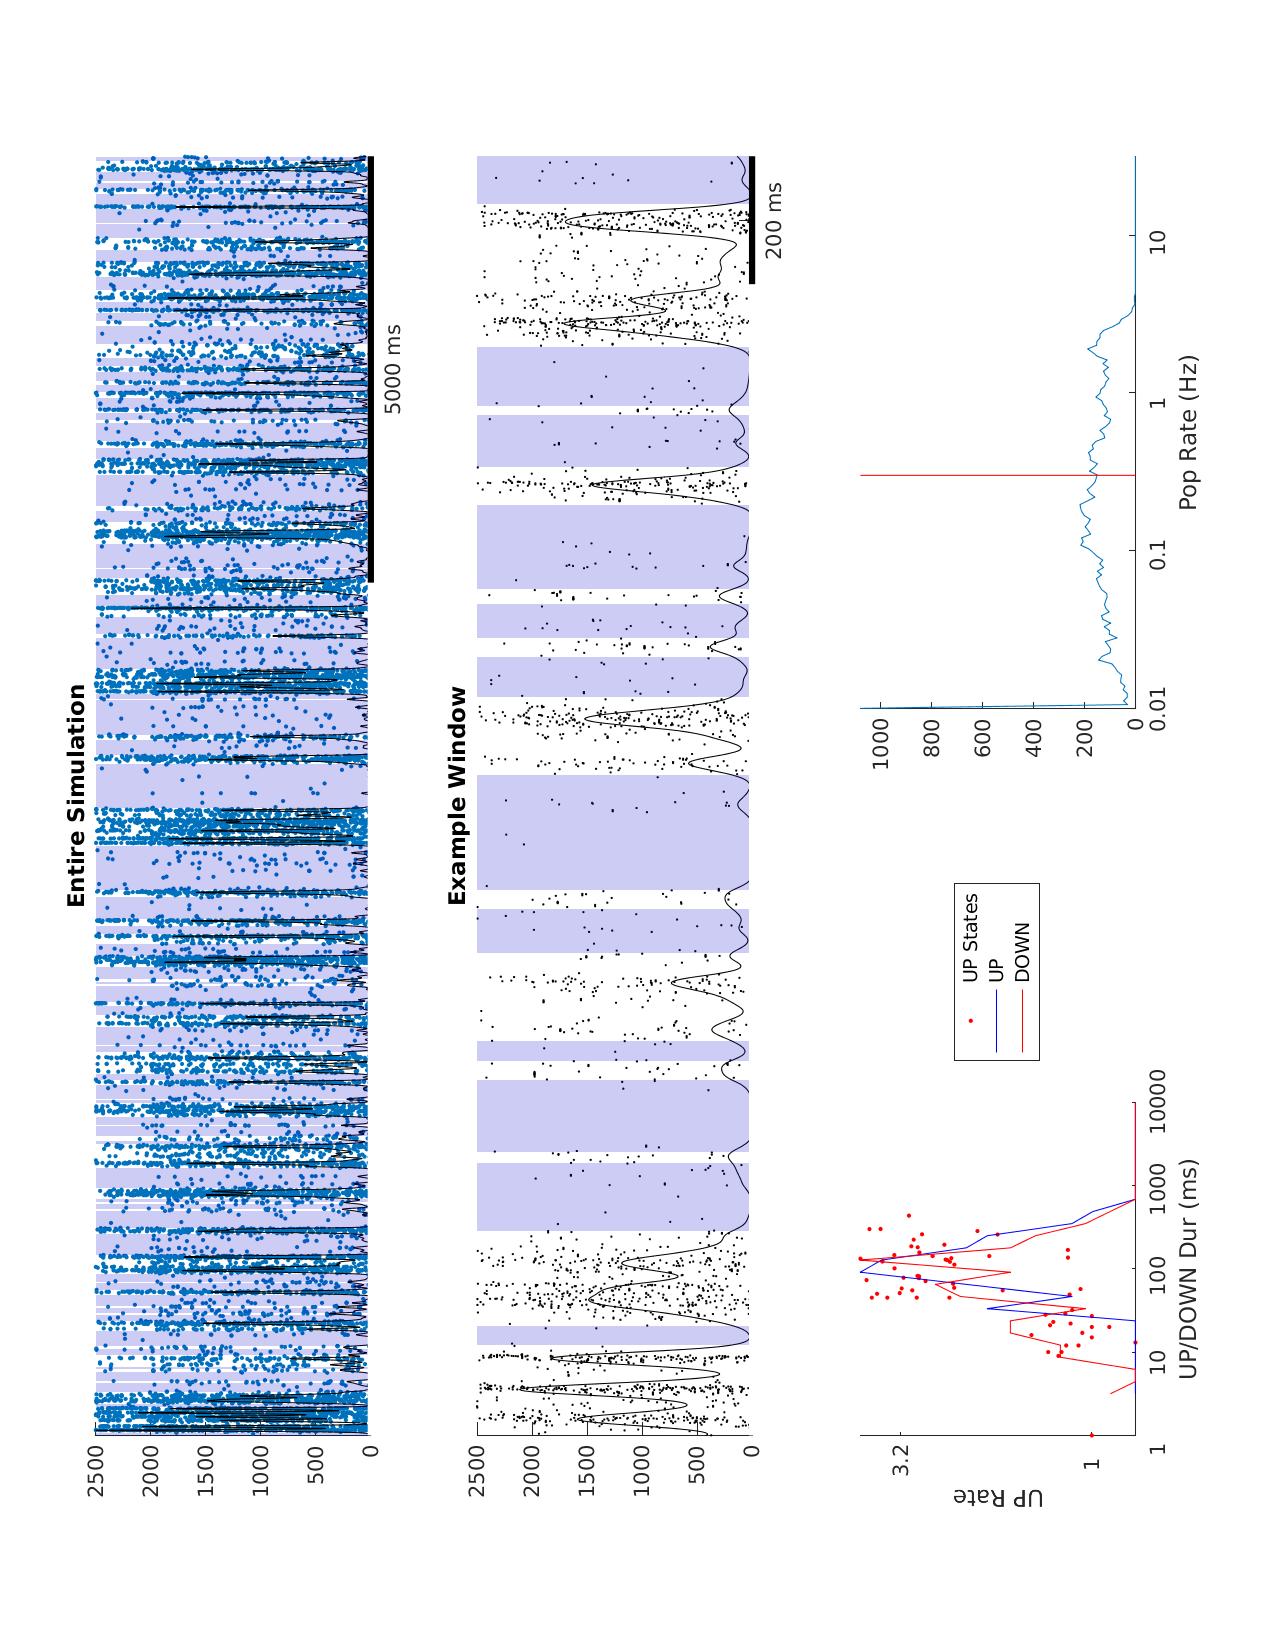 Entire Simulation
2500
2000
1500
1000
500
0
5000 ms
Example Window
2500
2000
1500
1000
500
0
200 ms
UP Rate
3.2
1
1 10 100 1000 10000
UP/DOWN Dur (ms)
UP States
UP
DOWN
1000
800
600
400
200
0
0.01 0.1 1 10
Pop Rate (Hz)